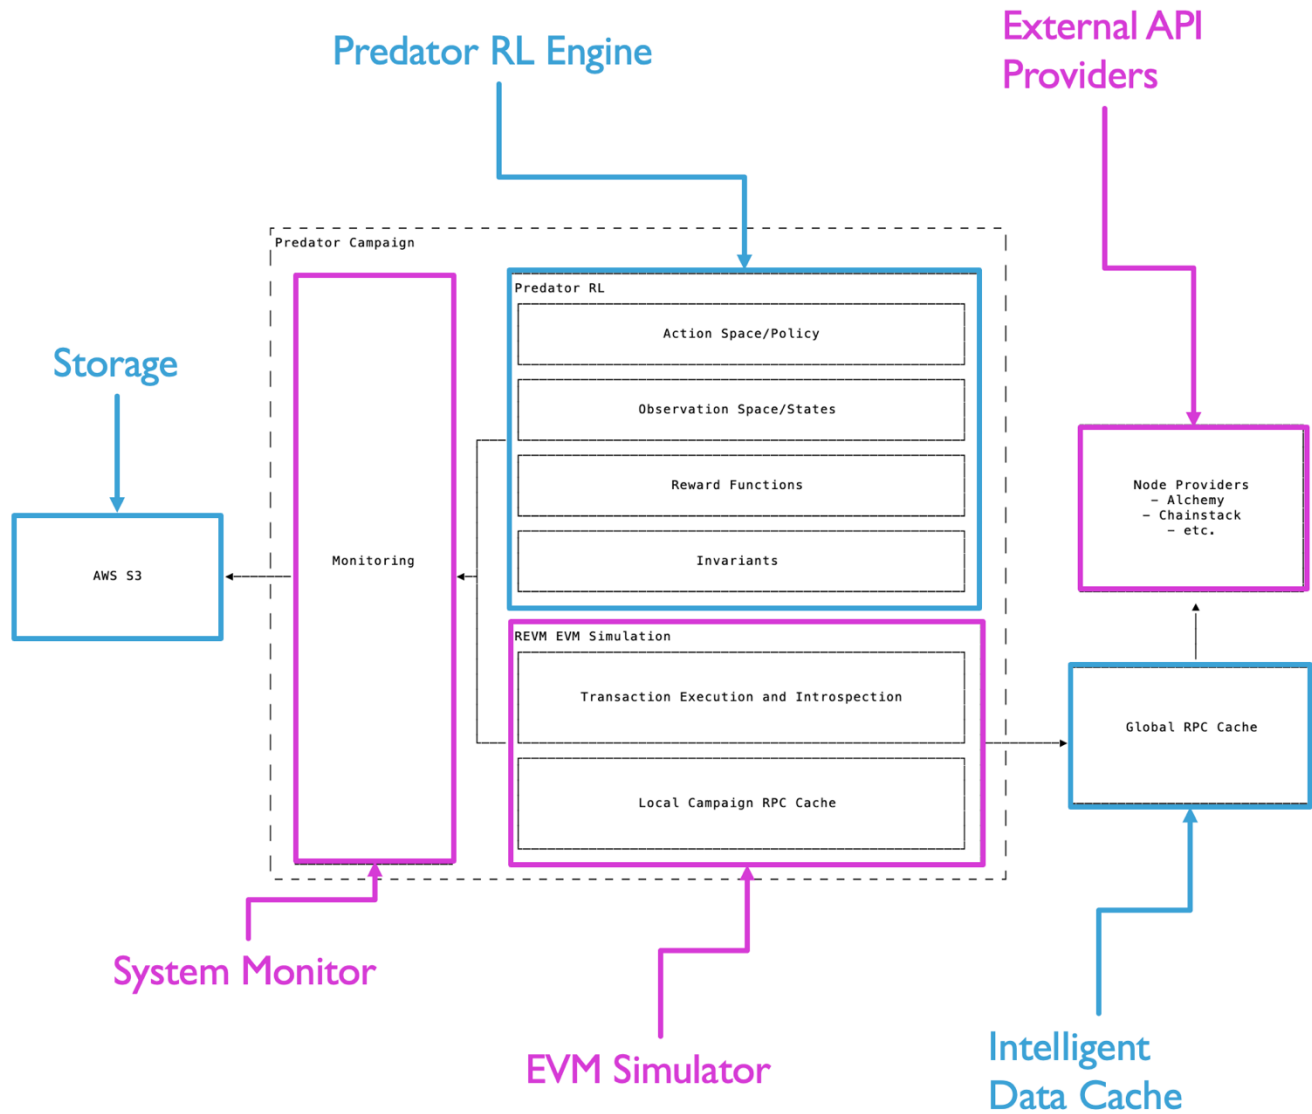 External API
Providers
Predator RL Engine
Predator Campaign
Predator RL
Action Space/Policy
Storage
Observation Space/States
Reward Functions
Node Providers
– Alchemy
– Chainstack
– etc.
Monitoring
Invariants
AWS S3
REVM EVM Simulation
Transaction Execution and Introspection
Global RPC Cache
Local Campaign RPC Cache
System Monitor
EVM Simulator
Intelligent
Data Cache